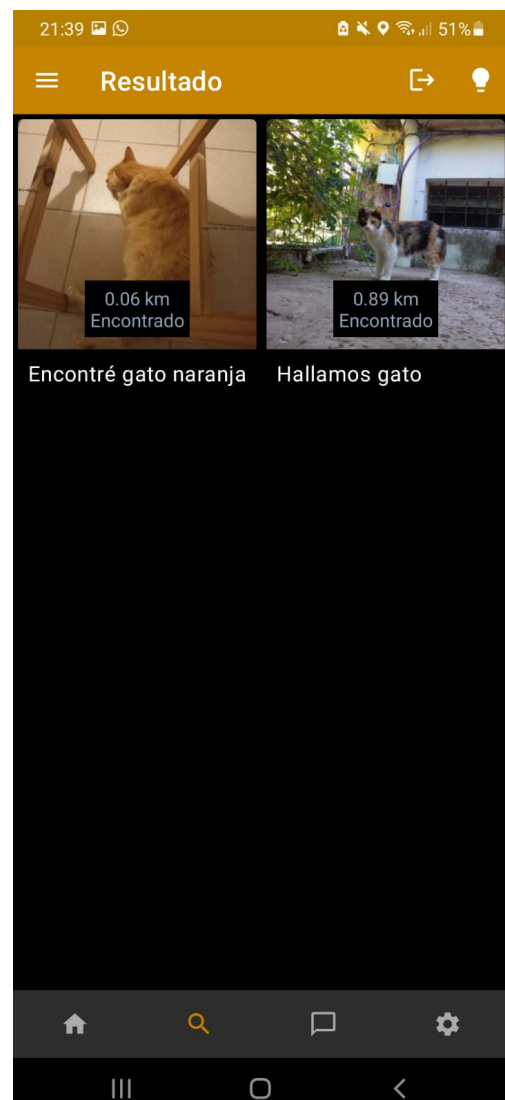 21:39
51%
Resultado
0.06 km
Encontrado
0.89 km
Encontrado
Encontré gato naranja
Hallamos gato